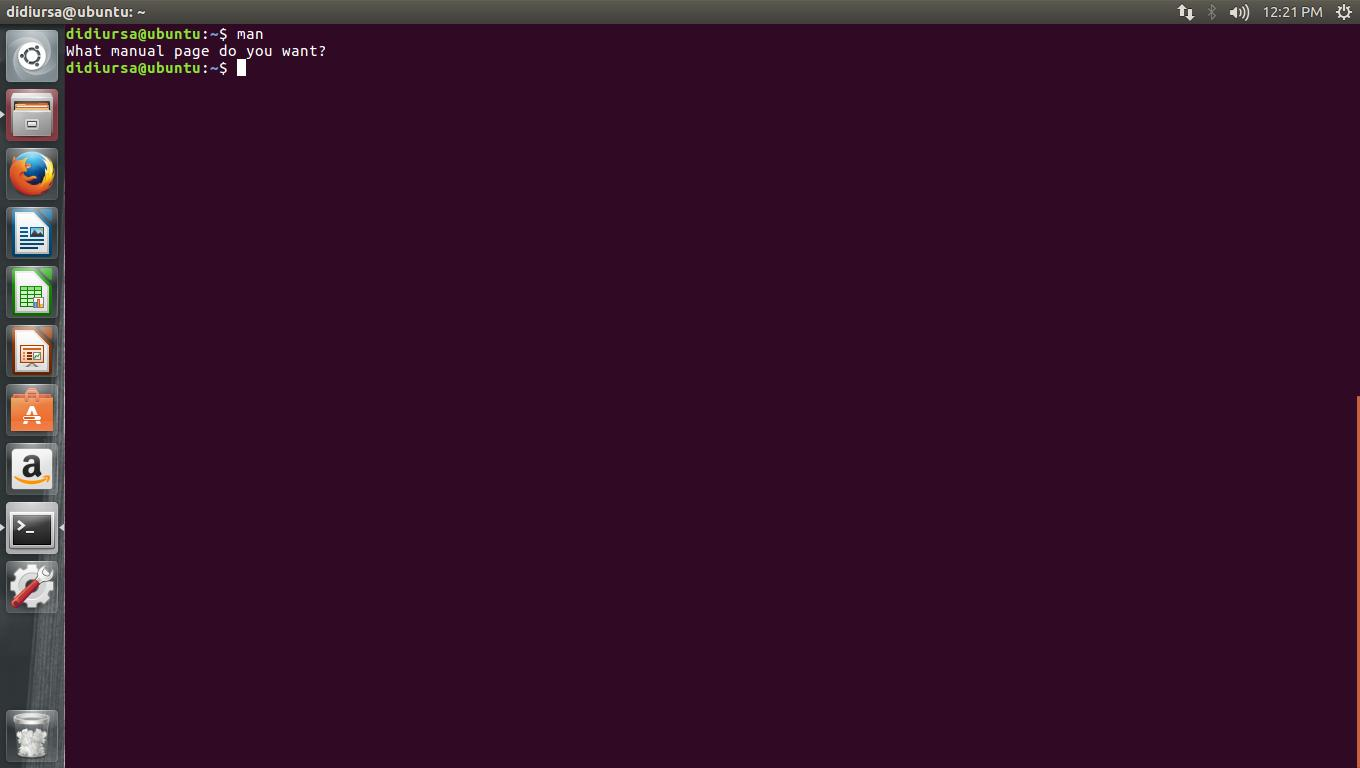 didiursa@ubuntu: ~
12:21 PM
didiursa@ubuntu:~$ man
What manual page do you want?
didiursa@ubuntu:~$